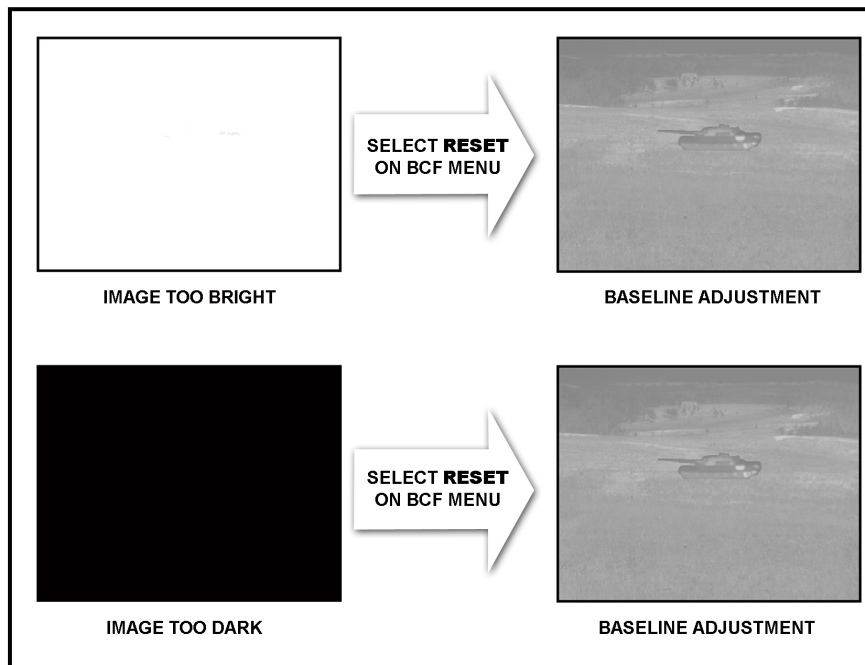 SELECT RESET
ON BCF MENU
IMAGE TOO BRIGHT
BASELINE ADJUSTMENT
SELECT RESET
ON BCF MENU
IMAGE TOO DARK
BASELINE ADJUSTMENT